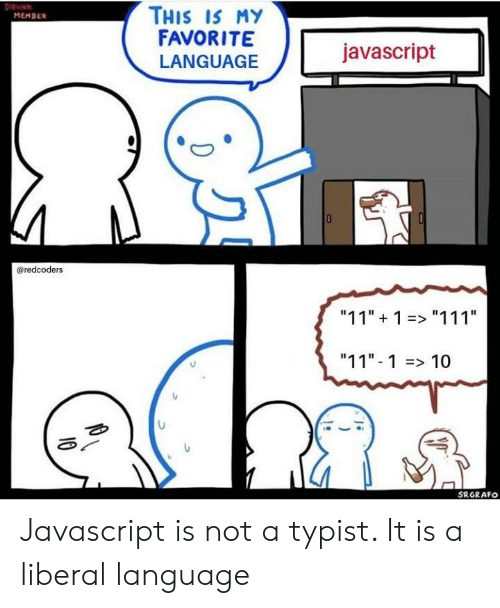 DRUNK
MEMBER
THIS IS MY
FAVORITE
LANGUAGE
javascript
@redcoders
"11" + 1 => "111"
"11" - 1 => 10
SRGRAFO
Javascript is not a typist. It is a
liberal language